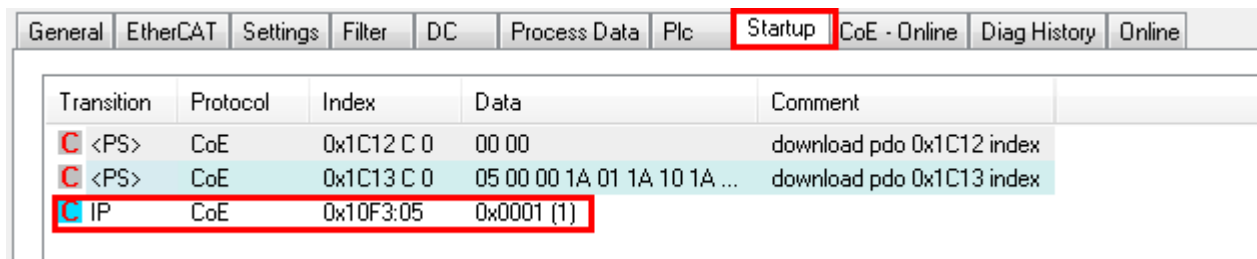 General EtherCAT Settings Filter DC Process Data Plc Startup CoE - Online Diag History Online
Transition Protocol Index Data Comment
C <PS> CoE 0x1C12 C 0 00 00 download pdo 0x1C12 index
C <PS> CoE 0x1C13 C 0 05 00 00 1A 01 1A 10 1A ... download pdo 0x1C13 index
C IP CoE 0x10F3:05 0x0001 (1)